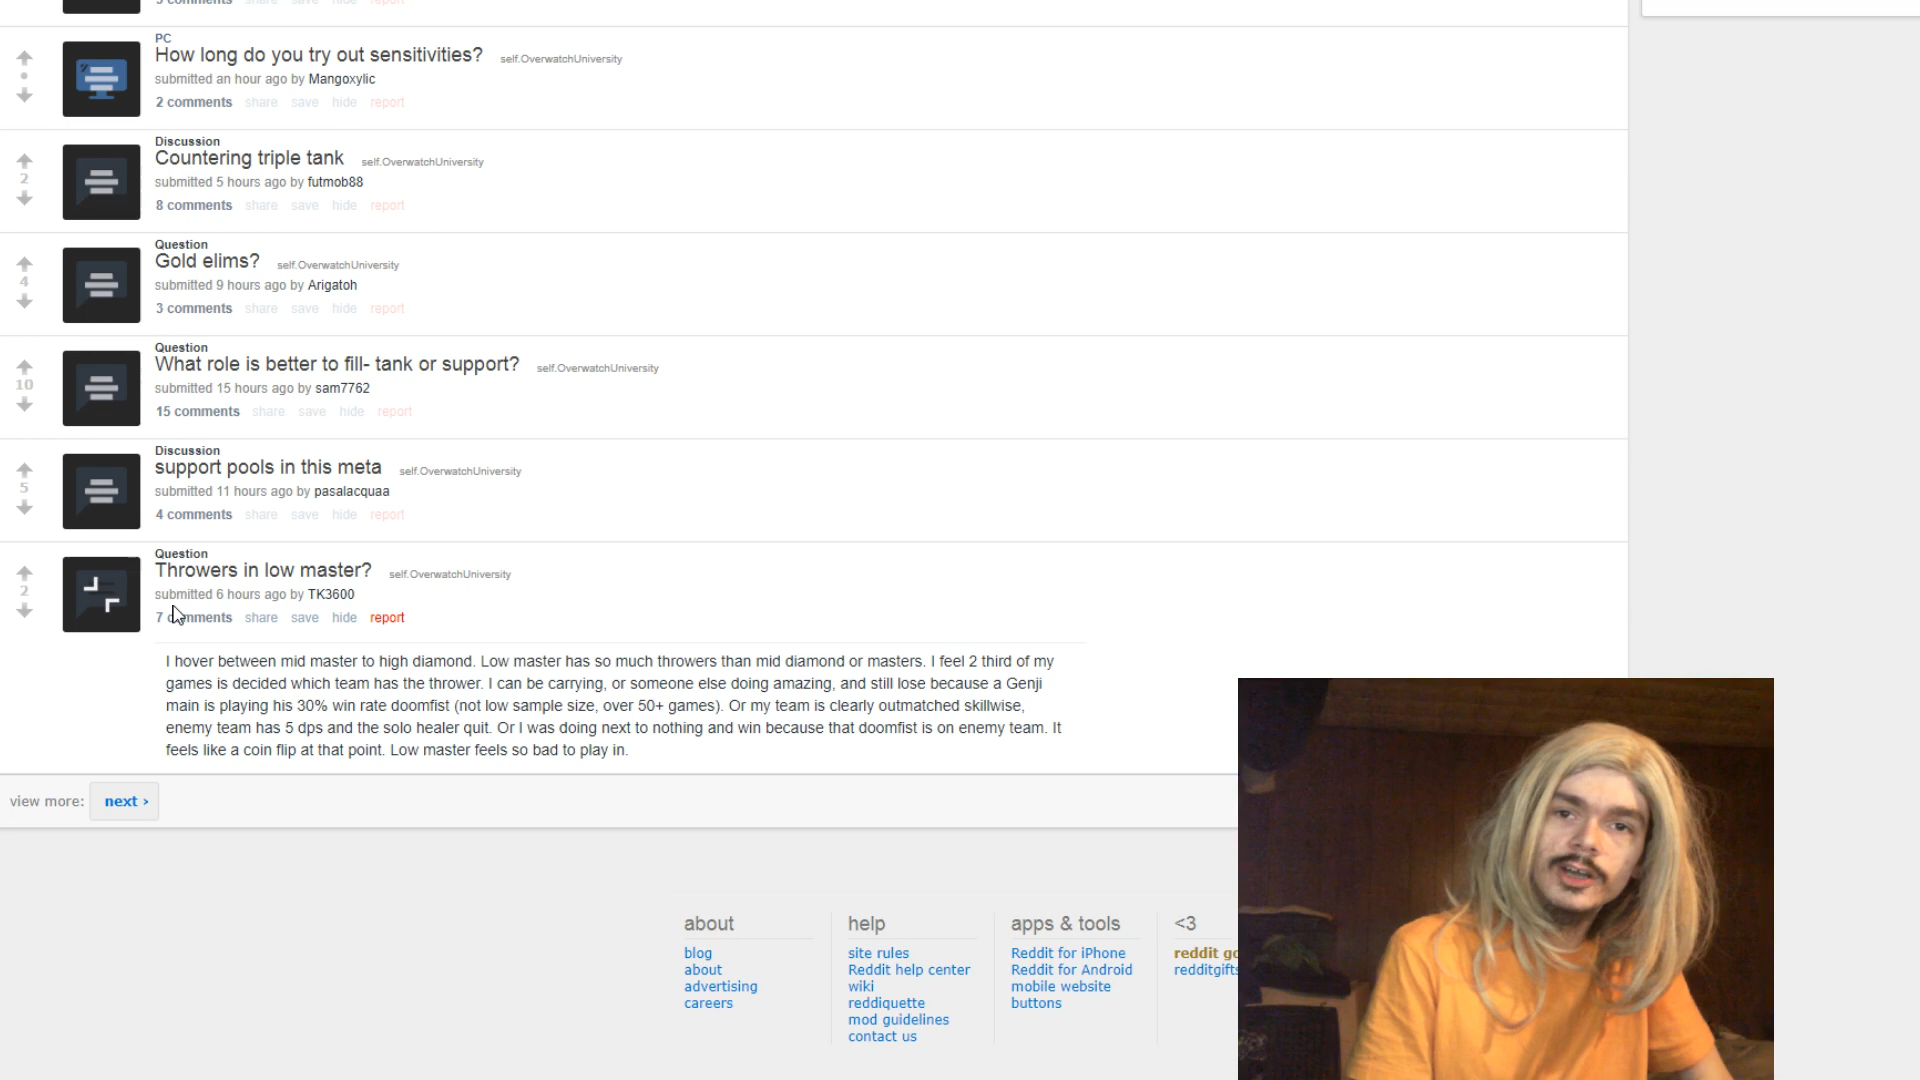 PC
How long do you try out sensitivities? self.OverwatchUniversity
submitted an hour ago by Mangoxylic
2 comments share save hide report
Discussion
Countering triple tank self.OverwatchUniversity
2
submitted 5 hours ago by futmob88
8 comments share save hide report
Question
Gold elims? self.OverwatchUniversity
4
submitted 9 hours ago by Arigatoh
3 comments share save hide report
Question
What role is better to fill- tank or support? self.OverwatchUniversity
10
submitted 15 hours ago by sam7762
15 comments share save hide report
Discussion
support pools in this meta self.OverwatchUniversity
5
submitted 11 hours ago by pasalacquaa
4 comments share save hide report
Question
Throwers in low master? self.OverwatchUniversity
2
submitted 6 hours ago by TK3600
7 comments share save hide report
I hover between mid master to high diamond. Low master has so much throwers than mid diamond or masters. I feel 2 third of my
games is decided which team has the thrower. I can be carrying, or someone else doing amazing, and still lose because a Genji
main is playing his 30% win rate doomfist (not low sample size, over 50+ games). Or my team is clearly outmatched skillwise,
enemy team has 5 dps and the solo healer quit. Or I was doing next to nothing and win because that doomfist is on enemy team. It
feels like a coin flip at that point. Low master feels so bad to play in.
view more: next ›
about
blog
about
advertising
careers
help
site rules
Reddit help center
wiki
reddiquette
mod guidelines
contact us
apps & tools
Reddit for iPhone
Reddit for Android
mobile website
buttons
<3
reddit go
redditgifts